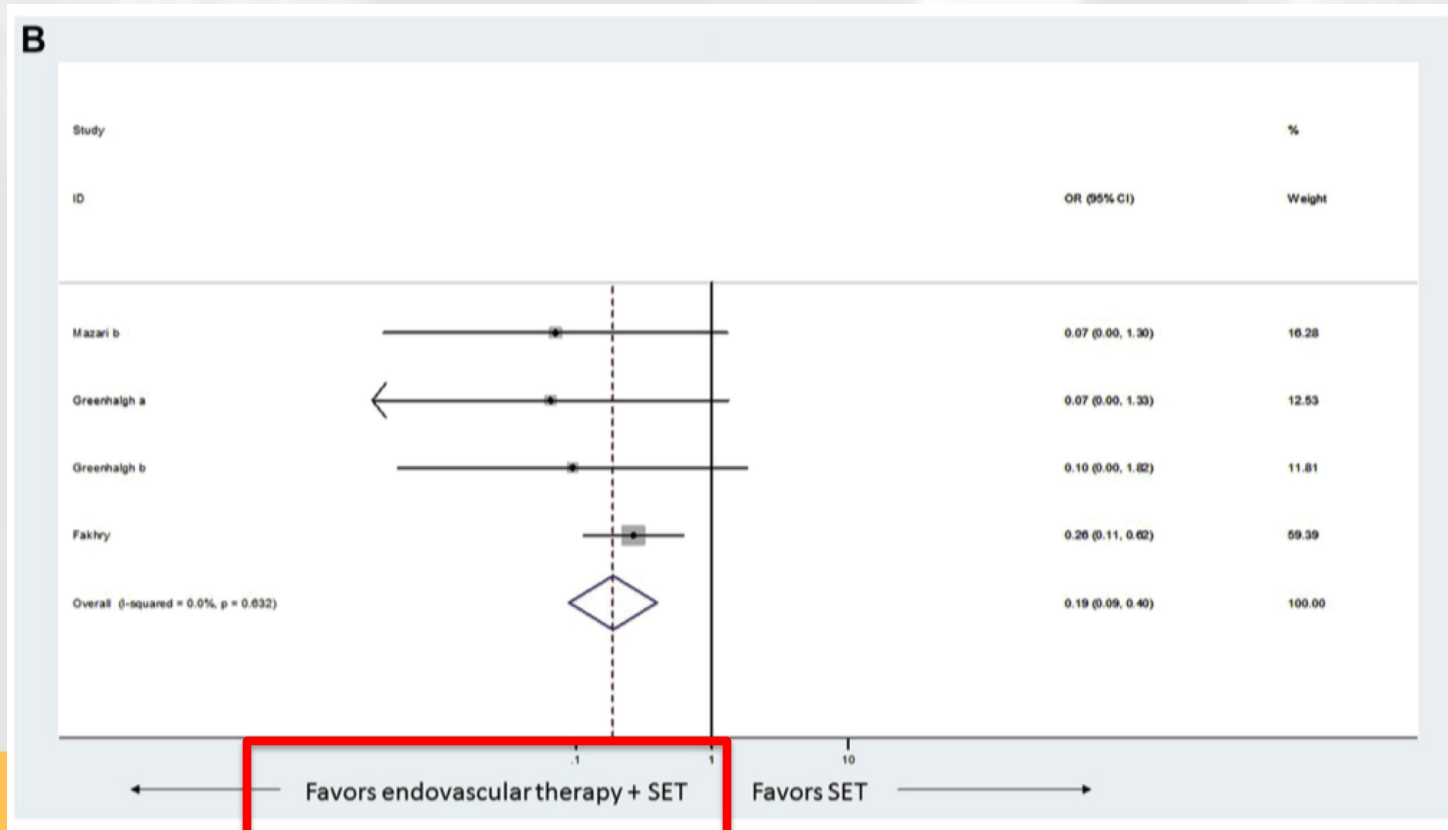 B
Study %
ID OR (95% CI) Weight
Mazari b 0.07 (0.00, 1.30) 16.28
Greenhalgh a 0.07 (0.00, 1.33) 12.53
Greenhalgh b 0.10 (0.00, 1.82) 11.81
Fakhry 0.26 (0.11, 0.62) 59.39
Overall (I-squared = 0.0%, p = 0.632) 0.19 (0.09, 0.40) 100.00
.1 1 10
Favors endovascular therapy + SET Favors SET